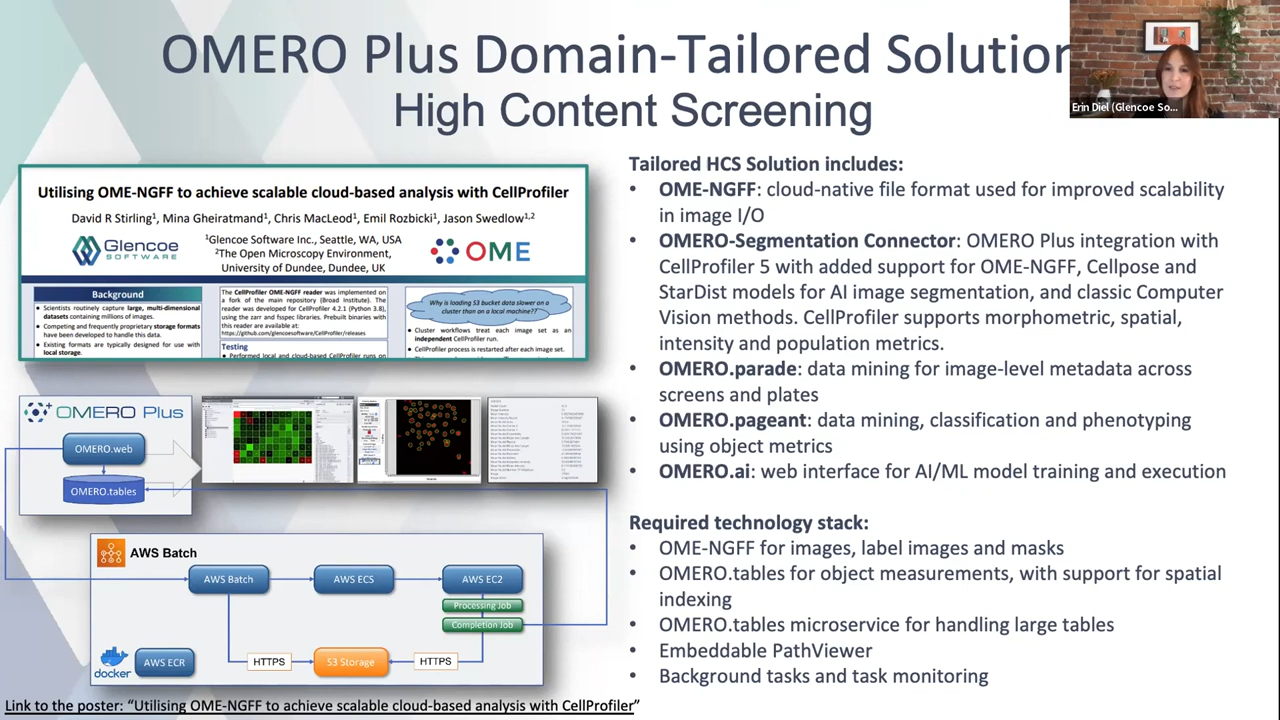 OMERO Plus Domain-Tailored Solution
High Content Screening
Erin Diel (Glencoe So...
Utilising OME-NGFF to achieve scalable cloud-based analysis with CellProfiler
David R Stirling¹, Mina Gheiratmand¹, Chris MacLeod¹, Emil Rozbicki¹, Jason Swedlow¹,²
Glencoe
SOFTWARE
¹Glencoe Software Inc., Seattle, WA, USA
²The Open Microscopy Environment,
University of Dundee, Dundee, UK
OME
Background
• Scientists routinely capture large, multi-dimensional
datasets containing millions of images.
• Competing and frequently proprietary storage formats
have been developed to handle this data.
• Existing formats are typically designed for use with
local storage.
The CellProfiler OME-NGFF reader was implemented on
a fork of the main repository (Broad Institute). The
reader was developed for CellProfiler 4.2.1 (Python 3.8),
using the zarr and fsspec libraries. Prebuilt binaries with
this reader are available at:
https://github.com/glencoesoftware/CellProfiler/releases
Testing
• Performed local and cloud-based CellProfiler runs on
Why is loading S3 bucket data slower on a
cluster than on a local machine??
• Cluster workflows treat each image set as an
independent CellProfiler run.
• CellProfiler process is restarted after each image set.
OMERO Plus
OMERO.web
OMERO.tables
AWS Batch
AWS Batch
AWS ECS
AWS EC2
Processing Job
Completion Job
HTTPS
S3 Storage
HTTPS
docker
AWS ECR
Link to the poster: “Utilising OME-NGFF to achieve scalable cloud-based analysis with CellProfiler”
Tailored HCS Solution includes:
• OME-NGFF: cloud-native file format used for improved scalability
in image I/O
• OMERO-Segmentation Connector: OMERO Plus integration with
CellProfiler 5 with added support for OME-NGFF, Cellpose and
StarDist models for AI image segmentation, and classic Computer
Vision methods. CellProfiler supports morphometric, spatial,
intensity and population metrics.
• OMERO.parade: data mining for image-level metadata across
screens and plates
• OMERO.pageant: data mining, classification and phenotyping
using object metrics
• OMERO.ai: web interface for AI/ML model training and execution
Required technology stack:
• OME-NGFF for images, label images and masks
• OMERO.tables for object measurements, with support for spatial
indexing
• OMERO.tables microservice for handling large tables
• Embeddable PathViewer
• Background tasks and task monitoring